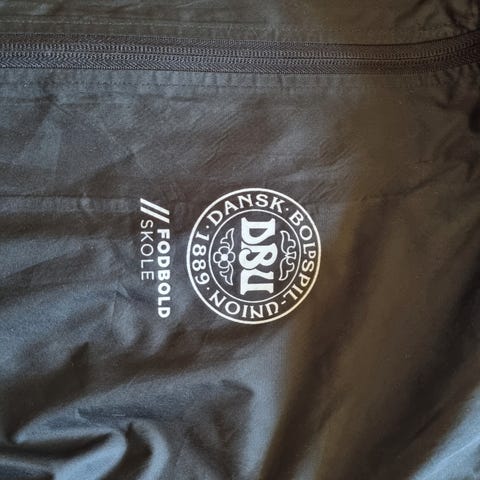 DANSK · BOLDSPIL-UNION · 1889 ·
DBU
// FODBOLD
SKOLE